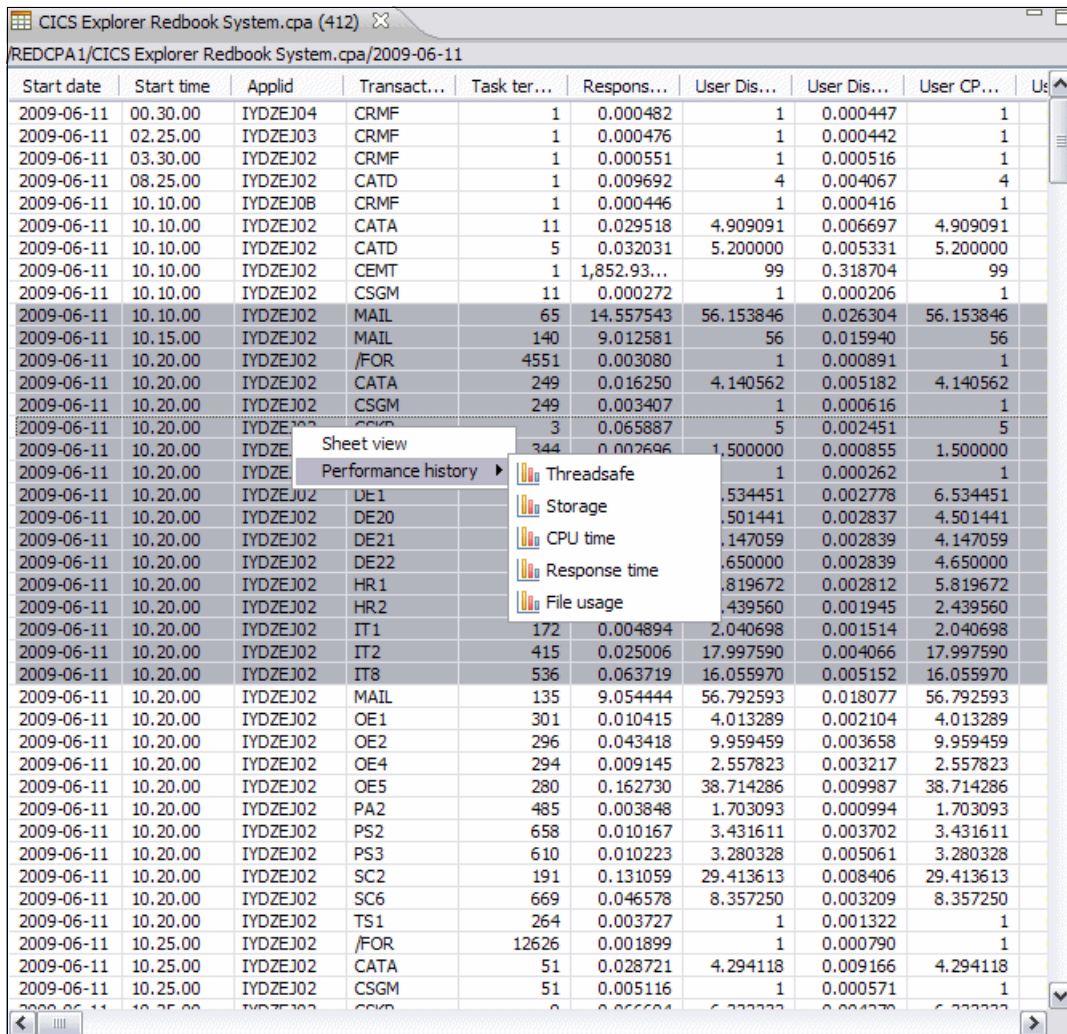 CICS Explorer Redbook System.cpa (412)
/REDCPA1/CICS Explorer Redbook System.cpa/2009-06-11
Start date Start time Applid Transact... Task ter... Respons... User Dis... User Dis... User CP...
2009-06-11 00.30.00 IYDZEJ04 CRMF 1 0.000482 1 0.000447 1
2009-06-11 02.25.00 IYDZEJ03 CRMF 1 0.000476 1 0.000442 1
2009-06-11 03.30.00 IYDZEJ02 CRMF 1 0.000551 1 0.000516 1
2009-06-11 08.25.00 IYDZEJ02 CATD 1 0.009692 4 0.004067 4
2009-06-11 10.10.00 IYDZEJ0B CRMF 1 0.000446 1 0.000416 1
2009-06-11 10.10.00 IYDZEJ02 CATA 11 0.029518 4.909091 0.006697 4.909091
2009-06-11 10.10.00 IYDZEJ02 CATD 5 0.032031 5.200000 0.005331 5.200000
2009-06-11 10.10.00 IYDZEJ02 CEMT 1 1,852.93... 99 0.318704 99
2009-06-11 10.10.00 IYDZEJ02 CSGM 11 0.000272 1 0.000206 1
2009-06-11 10.10.00 IYDZEJ02 MAIL 65 14.557543 56.153846 0.026304 56.153846
2009-06-11 10.15.00 IYDZEJ02 MAIL 140 9.012581 56 0.015940 56
2009-06-11 10.20.00 IYDZEJ02 /FOR 4551 0.003080 1 0.000891 1
2009-06-11 10.20.00 IYDZEJ02 CATA 249 0.016250 4.140562 0.005182 4.140562
2009-06-11 10.20.00 IYDZEJ02 CSGM 249 0.003407 1 0.000616 1
2009-06-11 10.20.00 3 0.065887 5 0.002451 5
2009-06-11 10.20.00 IYDZE 344 0.002696 1.500000 0.000855 1.500000
Sheet view
2009-06-11 10.20.00 IYDZE 1 0.000262 1
Performance history
Threadsafe
Storage
CPU time
Response time
File usage
2009-06-11 10.20.00 IYDZEJ02 DE1 .534451 0.002778 6.534451
2009-06-11 10.20.00 IYDZEJ02 DE20 .501441 0.002837 4.501441
2009-06-11 10.20.00 IYDZEJ02 DE21 .147059 0.002839 4.147059
2009-06-11 10.20.00 IYDZEJ02 DE22 .650000 0.002839 4.650000
2009-06-11 10.20.00 IYDZEJ02 HR1 .819672 0.002812 5.819672
2009-06-11 10.20.00 IYDZEJ02 HR2 .439560 0.001945 2.439560
2009-06-11 10.20.00 IYDZEJ02 IT1 172 0.004894 2.040698 0.001514 2.040698
2009-06-11 10.20.00 IYDZEJ02 IT2 415 0.025006 17.997590 0.004066 17.997590
2009-06-11 10.20.00 IYDZEJ02 IT8 536 0.063719 16.055970 0.005152 16.055970
2009-06-11 10.20.00 IYDZEJ02 MAIL 135 9.054444 56.792593 0.018077 56.792593
2009-06-11 10.20.00 IYDZEJ02 OE1 301 0.010415 4.013289 0.002104 4.013289
2009-06-11 10.20.00 IYDZEJ02 OE2 296 0.043418 9.959459 0.003658 9.959459
2009-06-11 10.20.00 IYDZEJ02 OE4 294 0.009145 2.557823 0.003217 2.557823
2009-06-11 10.20.00 IYDZEJ02 OE5 280 0.162730 38.714286 0.009987 38.714286
2009-06-11 10.20.00 IYDZEJ02 PA2 485 0.003848 1.703093 0.000994 1.703093
2009-06-11 10.20.00 IYDZEJ02 PS2 658 0.010167 3.431611 0.003702 3.431611
2009-06-11 10.20.00 IYDZEJ02 PS3 610 0.010223 3.280328 0.005061 3.280328
2009-06-11 10.20.00 IYDZEJ02 SC2 191 0.131059 29.413613 0.008406 29.413613
2009-06-11 10.20.00 IYDZEJ02 SC6 669 0.046578 8.357250 0.003209 8.357250
2009-06-11 10.20.00 IYDZEJ02 TS1 264 0.003727 1 0.001322 1
2009-06-11 10.25.00 IYDZEJ02 /FOR 12626 0.001899 1 0.000790 1
2009-06-11 10.25.00 IYDZEJ02 CATA 51 0.028721 4.294118 0.009166 4.294118
2009-06-11 10.25.00 IYDZEJ02 CSGM 51 0.005116 1 0.000571 1